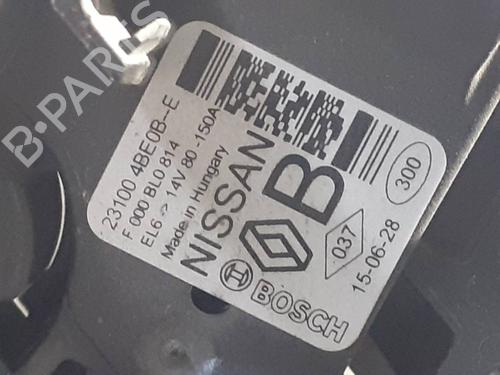 B-PARTS
23100 4BE0B-E
F 000 BL0 814
EL6 -> 14V 80-150A
Made in Hungary
NISSAN
B
BOSCH
300
037
15-06-28